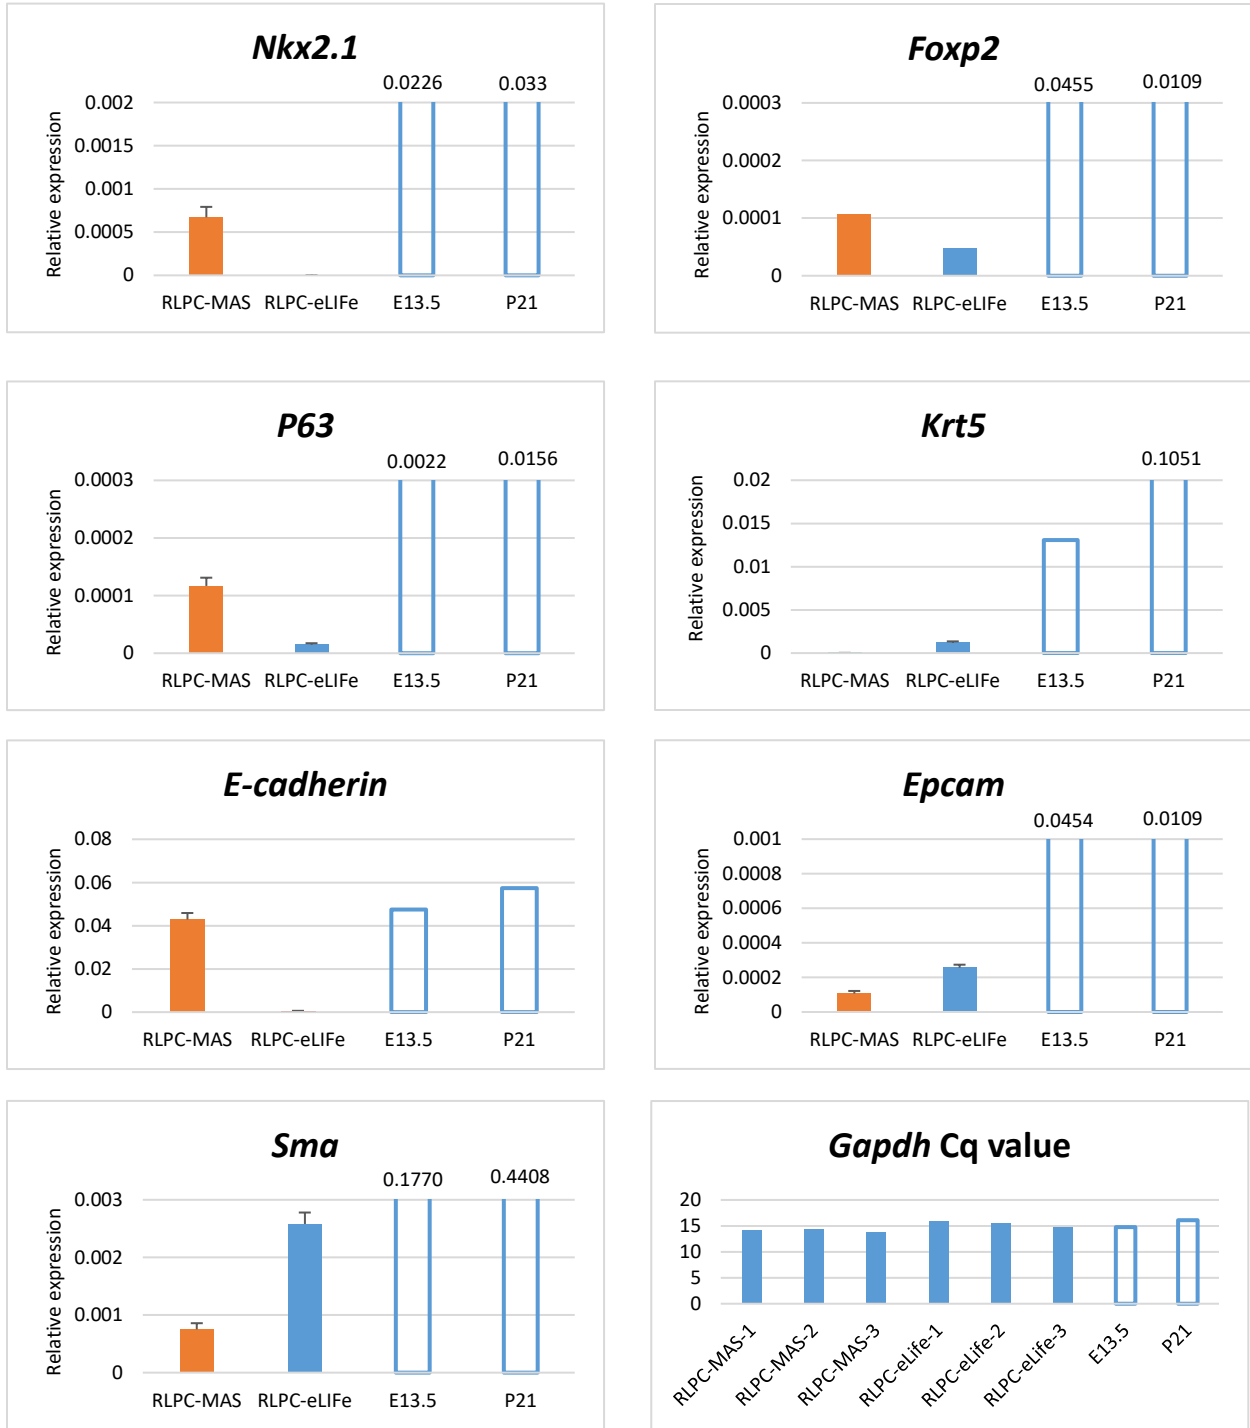 Nkx2.1
0.0226 0.033
0.002
0.0015
0.001
0.0005
0
Relative expression
RLPC-MAS RLPC-eLIFe E13.5 P21
Foxp2
0.0455 0.0109
0.0003
0.0002
0.0001
0
Relative expression
RLPC-MAS RLPC-eLIFe E13.5 P21
P63
0.0022 0.0156
0.0003
0.0002
0.0001
0
Relative expression
RLPC-MAS RLPC-eLIFe E13.5 P21
Krt5
0.1051
0.02
0.015
0.01
0.005
0
Relative expression
RLPC-MAS RLPC-eLIFe E13.5 P21
E-cadherin
0.08
0.06
0.04
0.02
0
Relative expression
RLPC-MAS RLPC-eLIFe E13.5 P21
Epcam
0.0454 0.0109
0.001
0.0008
0.0006
0.0004
0.0002
0
Relative expression
RLPC-MAS RLPC-eLIFe E13.5 P21
Sma
0.1770 0.4408
0.003
0.002
0.001
0
Relative expression
RLPC-MAS RLPC-eLIFe E13.5 P21
Gapdh Cq value
20
15
10
5
0
RLPC-MAS-1
RLPC-MAS-2
RLPC-MAS-3
RLPC-eLife-1
RLPC-eLife-2
RLPC-eLife-3
E13.5
P21